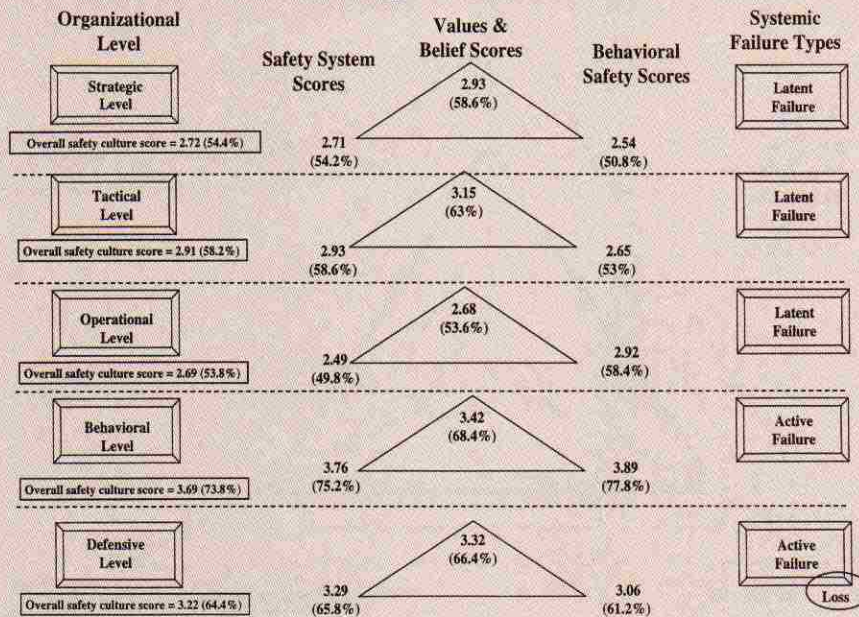 Organizational
Level
Safety System
Scores
Values &
Belief Scores
Behavioral
Safety Scores
Systemic
Failure Types
Strategic
Level
Overall safety culture score = 2.72 (54.4%)
2.71
(54.2%)
2.93
(58.6%)
2.54
(50.8%)
Latent
Failure
Tactical
Level
Overall safety culture score = 2.91 (58.2%)
2.93
(58.6%)
3.15
(63%)
2.65
(53%)
Latent
Failure
Operational
Level
Overall safety culture score = 2.69 (53.8%)
2.49
(49.8%)
2.68
(53.6%)
2.92
(58.4%)
Latent
Failure
Behavioral
Level
Overall safety culture score = 3.69 (73.8%)
3.76
(75.2%)
3.42
(68.4%)
3.89
(77.8%)
Active
Failure
Defensive
Level
Overall safety culture score = 3.22 (64.4%)
3.29
(65.8%)
3.32
(66.4%)
3.06
(61.2%)
Active
Failure
Loss